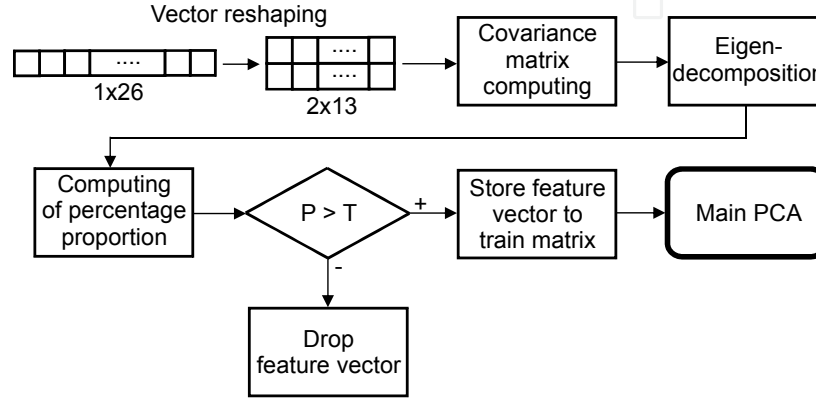 Vector reshaping
....
1x26
....
....
2x13
Covariance
matrix
computing
Eigen-
decomposition
Computing
of percentage
proportion
P > T
+
-
Store feature
vector to
train matrix
Main PCA
Drop
feature vector